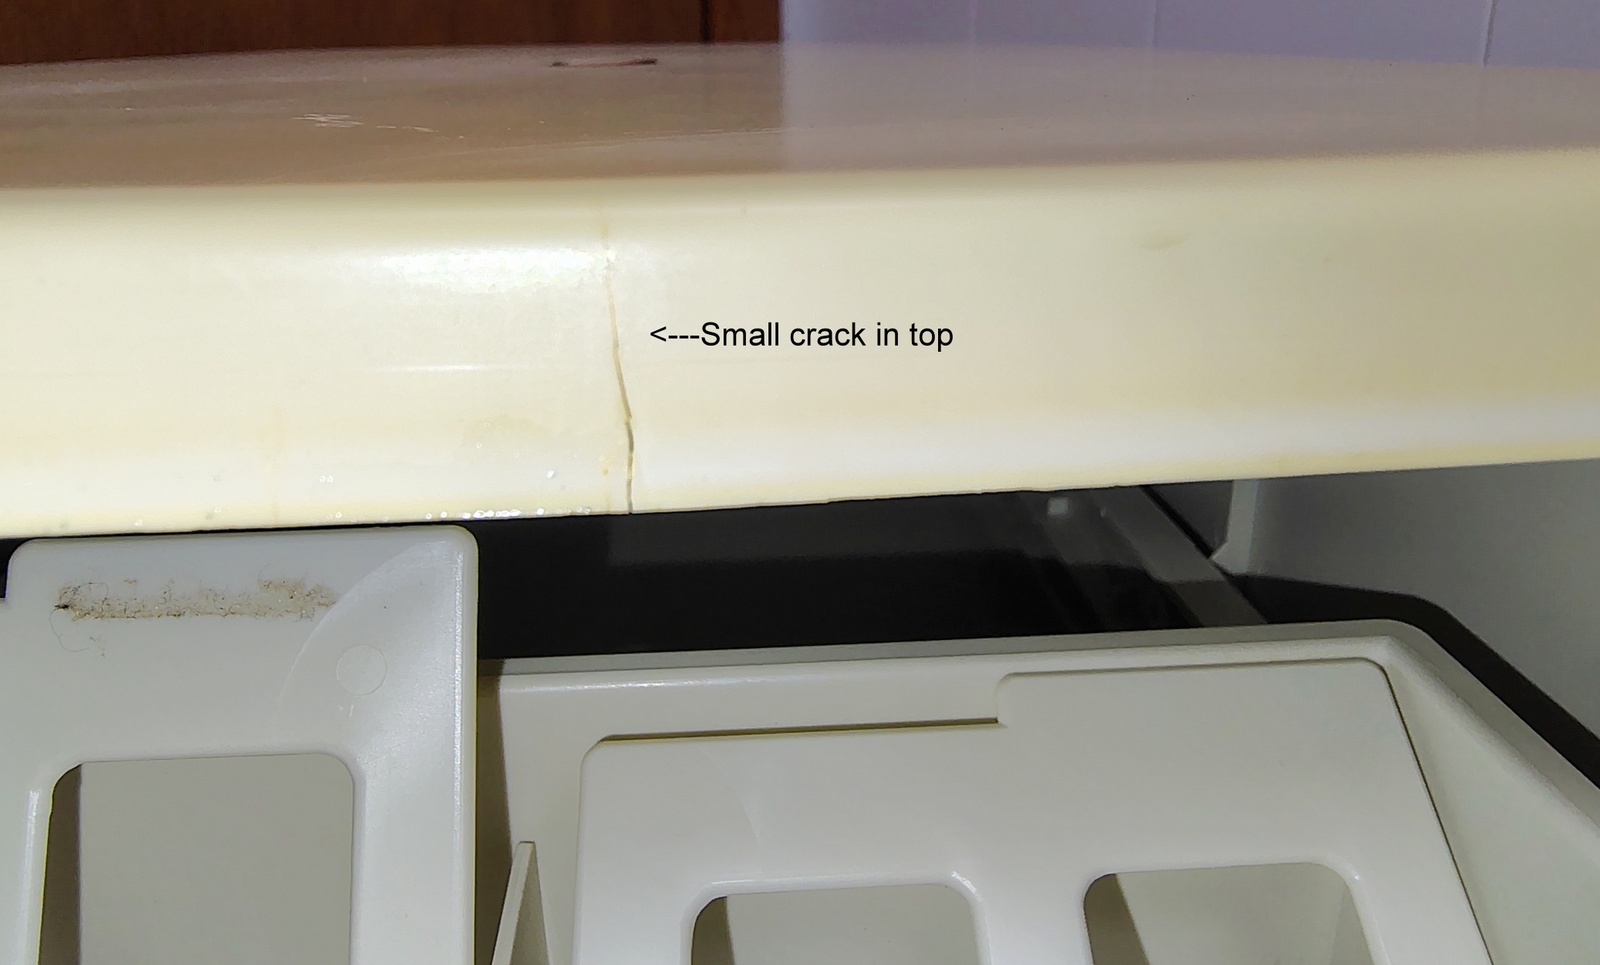 <---Small crack in top